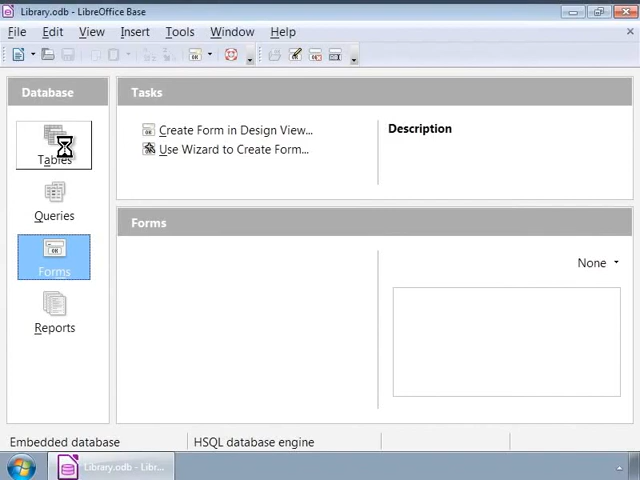 Library.odb - LibreOffice Base
File Edit View Insert Tools Window Help
Database
Tables
Queries
Forms
Reports
Tasks
Create Form in Design View...
Use Wizard to Create Form...
Description
Forms
None
Embedded database
HSQL database engine
Library.odb - Libr...